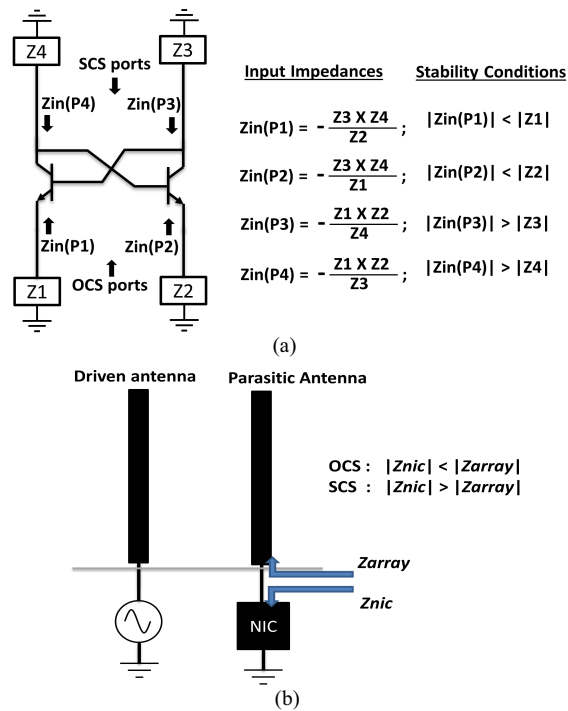 Z4
Z3
SCS ports
Zin(P4)
Zin(P3)
Zin(P1)
Zin(P2)
OCS ports
Z1
Z2
Input Impedances
Stability Conditions
Zin(P1) = - Z3 X Z4 / Z2 ; |Zin(P1)| < |Z1|
Zin(P2) = - Z3 X Z4 / Z1 ; |Zin(P2)| < |Z2|
Zin(P3) = - Z1 X Z2 / Z4 ; |Zin(P3)| > |Z3|
Zin(P4) = - Z1 X Z2 / Z3 ; |Zin(P4)| > |Z4|
(a)
Driven antenna
Parasitic Antenna
OCS : |Znic| < |Zarray|
SCS : |Znic| > |Zarray|
Zarray
Znic
NIC
(b)